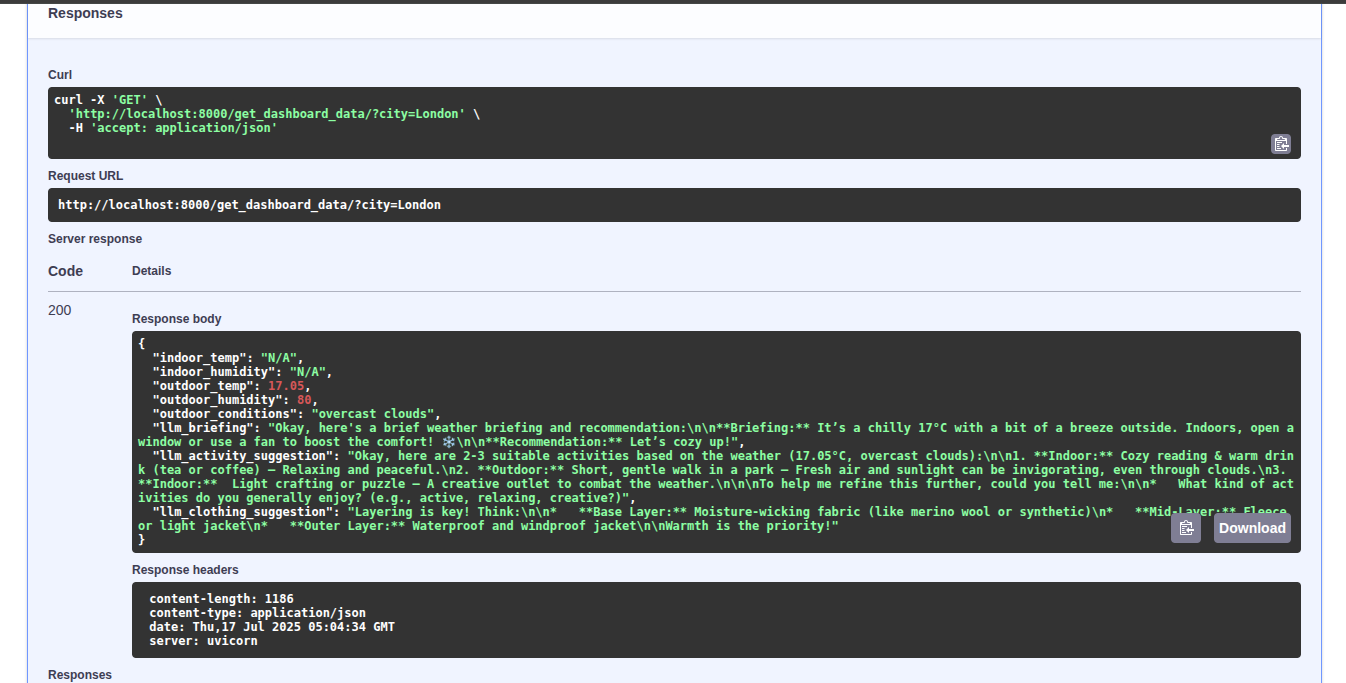 Responses
Curl
curl -X 'GET' \
'http://localhost:8000/get_dashboard_data/?city=London' \
-H 'accept: application/json'
Request URL
http://localhost:8000/get_dashboard_data/?city=London
Server response
Code Details
200
Response body
{
"indoor_temp": "N/A",
"indoor_humidity": "N/A",
"outdoor_temp": 17.05,
"outdoor_humidity": 80,
"outdoor_conditions": "overcast clouds",
"llm_briefing": "Okay, here's a brief weather briefing and recommendation:\n\n**Briefing:** It’s a chilly 17°C with a bit of a breeze outside. Indoors, open a
window or use a fan to boost the comfort! ❄️\n\n**Recommendation:** Let’s cozy up!",
"llm_activity_suggestion": "Okay, here are 2-3 suitable activities based on the weather (17.05°C, overcast clouds):\n\n1. **Indoor:** Cozy reading & warm drin
k (tea or coffee) – Relaxing and peaceful.\n2. **Outdoor:** Short, gentle walk in a park – Fresh air and sunlight can be invigorating, even through clouds.\n3.
**Indoor:**  Light crafting or puzzle – A creative outlet to combat the weather.\n\n\nTo help me refine this further, could you tell me:\n\n*   What kind of act
ivities do you generally enjoy? (e.g., active, relaxing, creative?)",
"llm_clothing_suggestion": "Layering is key! Think:\n\n*   **Base Layer:** Moisture-wicking fabric (like merino wool or synthetic)\n*   **Mid-Layer:** Fleece
or light jacket\n*   **Outer Layer:** Waterproof and windproof jacket\n\nWarmth is the priority!"
}
Download
Response headers
content-length: 1186
content-type: application/json
date: Thu,17 Jul 2025 05:04:34 GMT
server: uvicorn
Responses